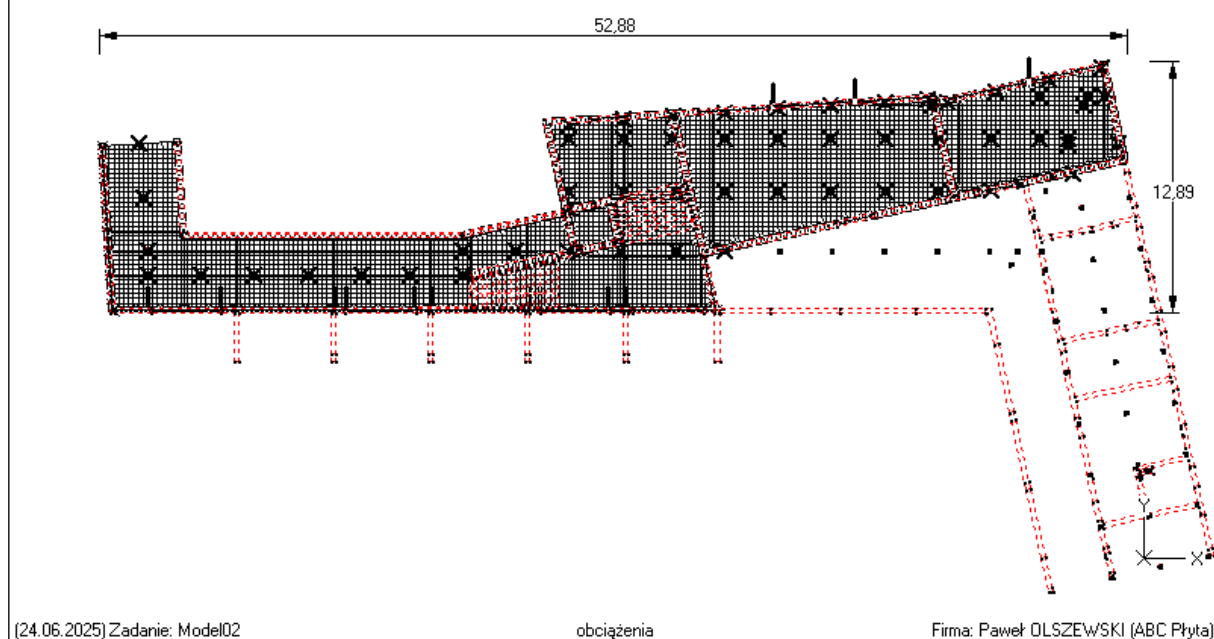 52,88
12,89
Y
X
(24.06.2025) Zadanie: Model02 obciążenia Firma: Paweł OLSZEWSKI (ABC Płyta)